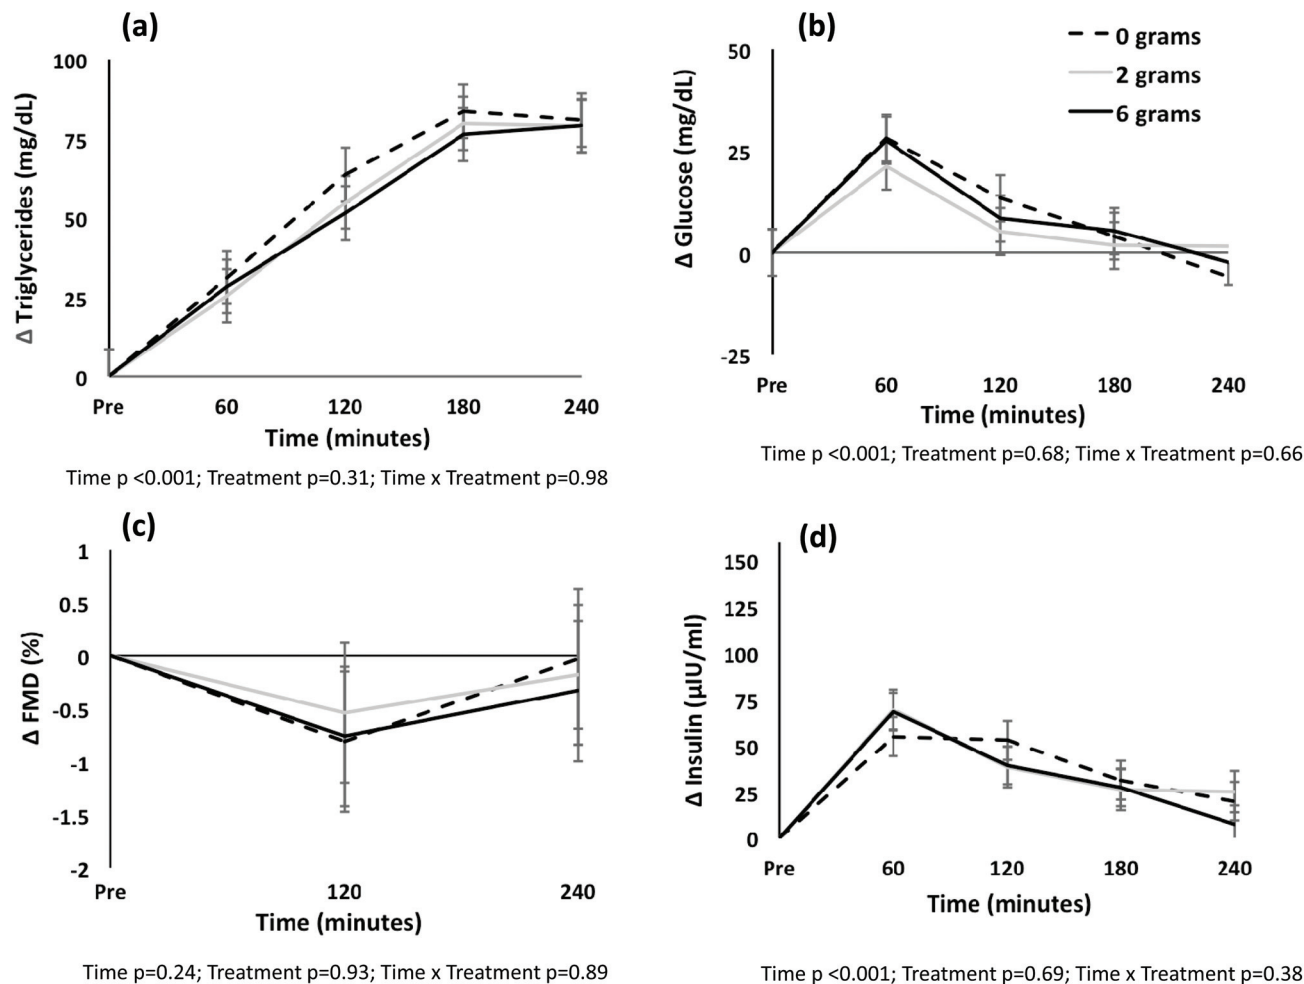 (a)
100
75
50
25
0
Δ Triglycerides (mg/dL)
Pre 60 120 180 240
Time (minutes)
Time p <0.001; Treatment p=0.31; Time x Treatment p=0.98
(b)
0 grams
2 grams
6 grams
50
25
0
-25
Δ Glucose (mg/dL)
Pre 60 120 180 240
Time (minutes)
Time p <0.001; Treatment p=0.68; Time x Treatment p=0.66
(c)
1
0.5
0
-0.5
-1
-1.5
-2
Δ FMD (%)
Pre 120 240
Time (minutes)
Time p=0.24; Treatment p=0.93; Time x Treatment p=0.89
(d)
150
125
100
75
50
25
0
Δ Insulin (μIU/ml)
Pre 60 120 180 240
Time (minutes)
Time p <0.001; Treatment p=0.69; Time x Treatment p=0.38